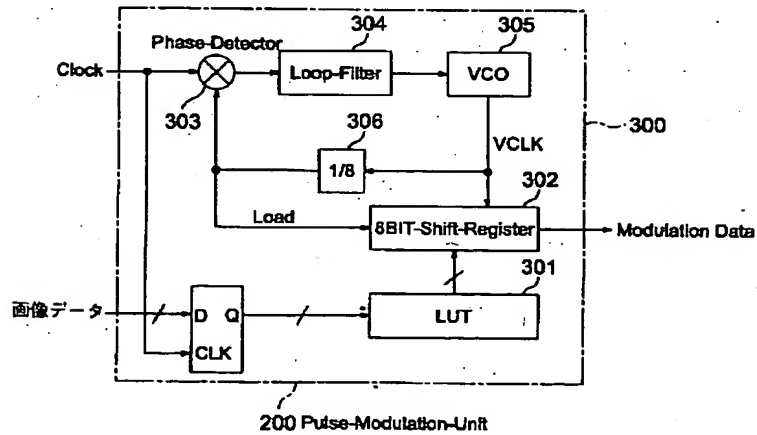 304
305
Phase-Detector
Clock
Loop-Filter
VCO
303
300
306
VCLK
1/8
302
Load
8BIT-Shift-Register
Modulation Data
301
画像データ
D Q
LUT
CLK
200 Pulse-Modulation-Unit